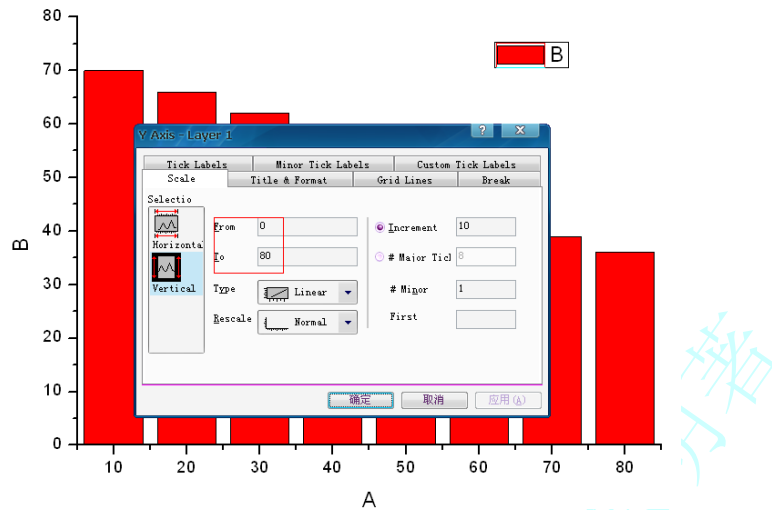 80
70
B
60
Y Axis - Layer 1
Tick Labels Minor Tick Labels Custom Tick Labels
50
Scale Title & Format Grid Lines Break
Selectio
From 0 Increment 10
40
Horizonta
B
To 80 # Major Ticl 8
30
Vertical Type Linear # Minor 1
Rescale Normal First
20
10
确定 取消 应用(A)
0
10 20 30 40 50 60 70 80
A